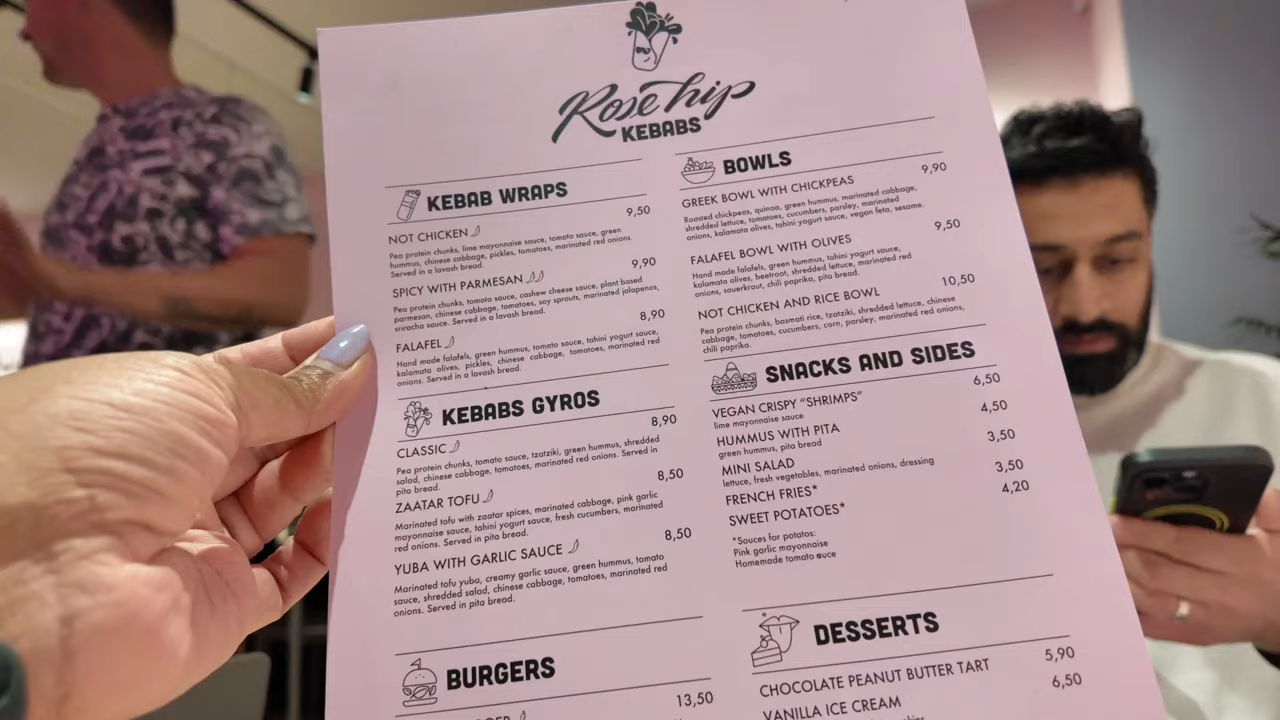 Rose hip
KEBABS
KEBAB WRAPS
9,50
NOT CHICKEN
Pea protein chunks, lime mayonnaise sauce, tomato sauce, green
hummus, chinese cabbage, pickles, tomatoes, marinated red onions.
Served in a lavash bread.
9,90
SPICY WITH PARMESAN
Pea protein chunks, tomato sauce, cashew cheese sauce, plant based
parmesan, chinese cabbage, tomatoes, soy sprouts, marinated jalapenos,
sriracha sauce. Served in a lavash bread.
8,90
FALAFEL
Hand made falafels, green hummus, tomato sauce, tahini yogurt sauce,
kalamata olives, pickles, chinese cabbage, tomatoes, marinated red
onions. Served in a lavash bread.
KEBABS GYROS
8,90
CLASSIC
Pea protein chunks, tomato sauce, tzatziki, green hummus, shredded
salad, chinese cabbage, tomatoes, marinated red onions. Served in
pita bread.
8,50
ZAATAR TOFU
Marinated tofu with zaatar spices, marinated cabbage, pink garlic
mayonnaise sauce, tahini yogurt sauce, fresh cucumbers, marinated
red onions. Served in pita bread.
8,50
YUBA WITH GARLIC SAUCE
Marinated tofu yuba, creamy garlic sauce, green hummus, tomato
sauce, shredded salad, chinese cabbage, tomatoes, marinated red
onions. Served in pita bread.
BURGERS
13,50
BOWLS
9,90
GREEK BOWL WITH CHICKPEAS
Roasted chickpeas, quinoa, green hummus, marinated cabbage,
shredded lettuce, tomatoes, cucumbers, parsley, marinated
onions, kalamata olives, tahini yogurt sauce, vegan feta, sesame.
9,50
FALAFEL BOWL WITH OLIVES
Hand made falafels, green hummus, tahini yogurt sauce,
kalamata olives, beetroot, shredded lettuce, marinated red
onions, sauerkraut, chili paprika, pita bread.
10,50
NOT CHICKEN AND RICE BOWL
Pea protein chunks, basmati rice, tzatziki, shredded lettuce, chinese
cabbage, tomatoes, cucumbers, corn, parsley, marinated red onions,
chili paprika.
SNACKS AND SIDES
6,50
VEGAN CRISPY "SHRIMPS"
lime mayonnaise sauce
4,50
HUMMUS WITH PITA
green hummus, pita bread
3,50
MINI SALAD
lettuce, fresh vegetables, marinated onions, dressing
3,50
FRENCH FRIES*
4,20
SWEET POTATOES*
*Souces for potatos:
Pink garlic mayonnaise
Homemade tomato suce
DESSERTS
5,90
CHOCOLATE PEANUT BUTTER TART
6,50
VANILLA ICE CREAM